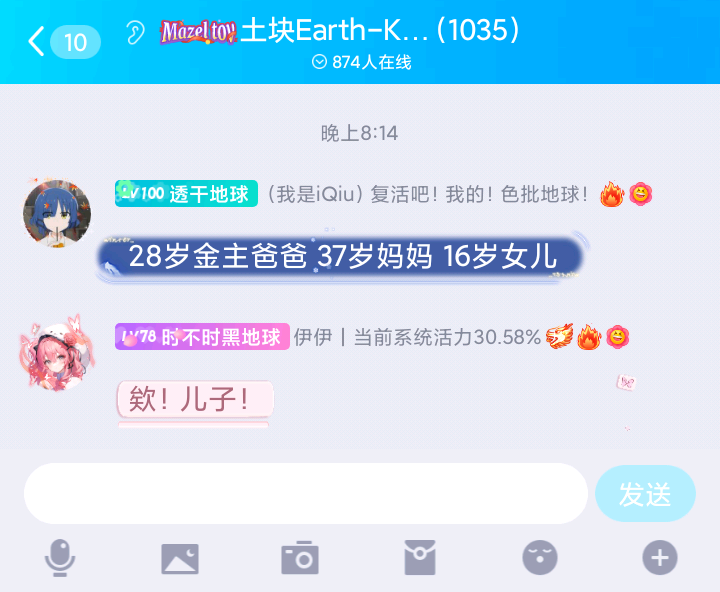 10
Mazel tov 土块Earth-K... (1035)
874人在线
晚上8:14
LV100 透干地球 (我是iQiu) 复活吧! 我的! 色批地球!
28岁金主爸爸 37岁妈妈 16岁女儿
LV78 时不时黑地球 伊伊 | 当前系统活力30.58%
欸! 儿子!
发送